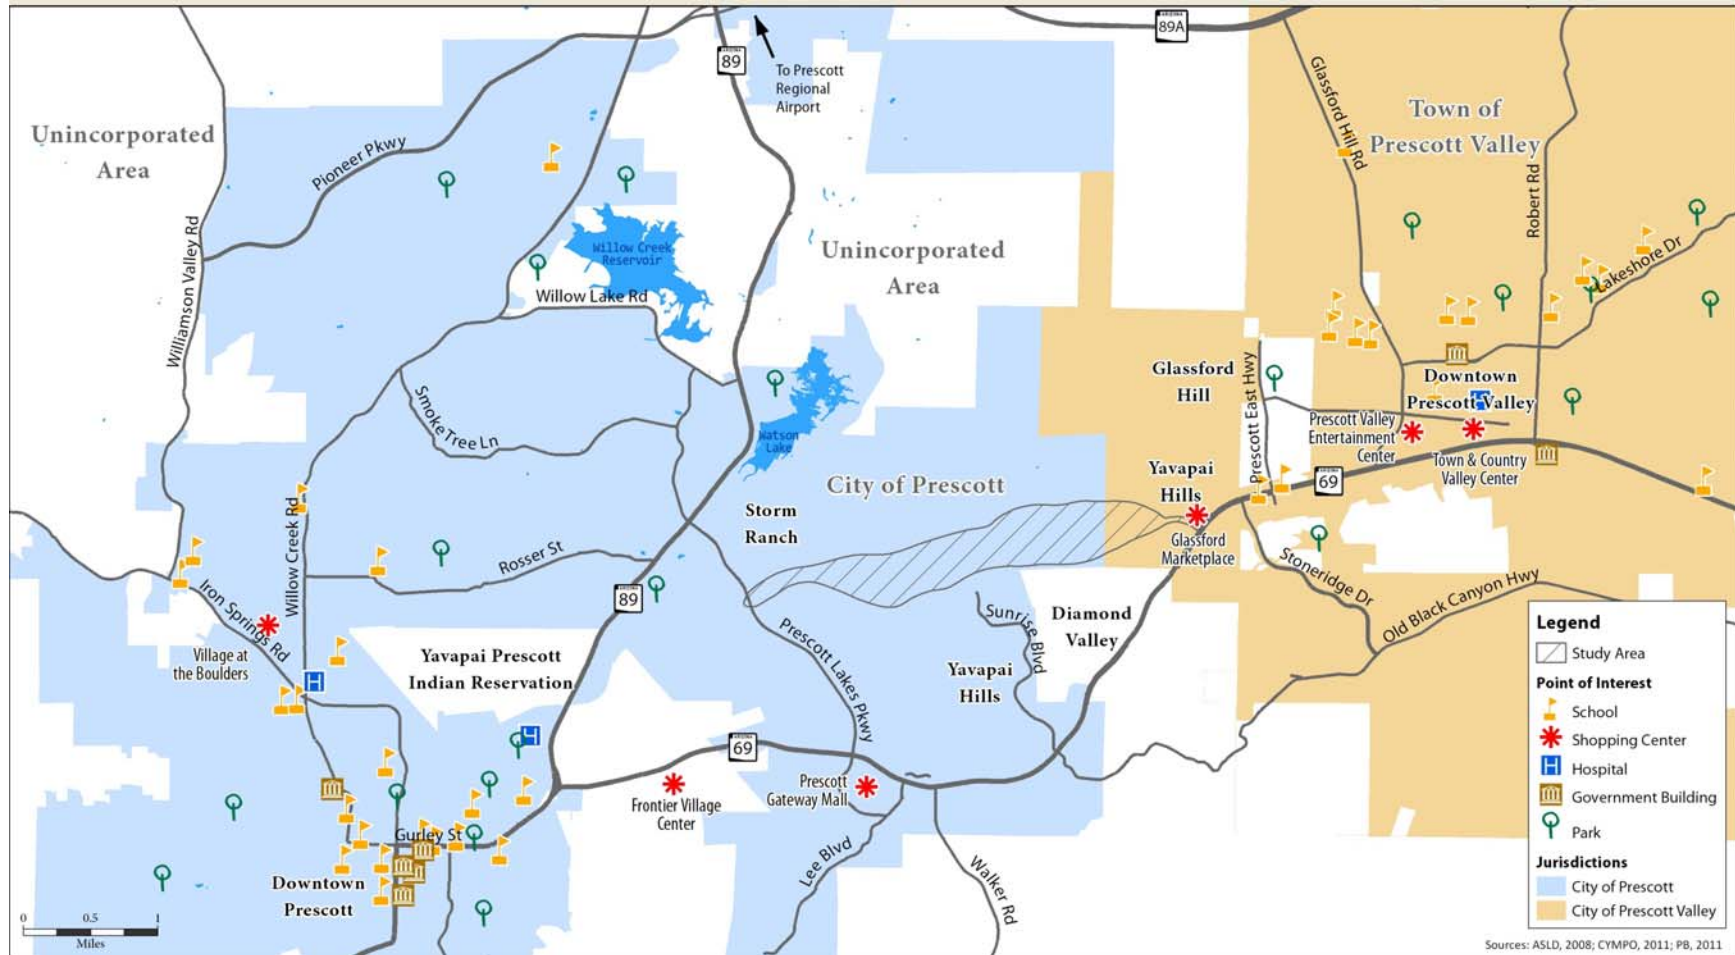 ARIZONA
89A
ARIZONA
89
To Prescott
Regional
Airport
Unincorporated
Area
Pioneer Pkwy
Williamson Valley Rd
Willow Creek
Reservoir
Willow Lake Rd
Unincorporated
Area
Glassford Hill Rd
Town of
Prescott Valley
Robert Rd
Lakeshore Dr
Smoke Tree Ln
Watson
Lake
Glassford
Hill
Prescott East Hwy
Downtown
Prescott Valley
H
Prescott Valley
Entertainment
Center
Town & Country
Valley Center
ARIZONA
69
Yavapai
Hills
City of Prescott
Storm
Ranch
Glassford
Marketplace
Willow Creek Rd
Rosser St
Iron Springs Rd
ARIZONA
89
Stoneridge Dr
Old Black Canyon Hwy
Village at
the Boulders
H
Yavapai Prescott
Indian Reservation
Prescott Lakes Pkwy
Sunrise Blvd
Diamond
Valley
Yavapai
Hills
H
ARIZONA
69
Frontier Village
Center
Prescott
Gateway Mall
Gurley St
Lee Blvd
Walker Rd
Downtown
Prescott
0 0.5 1
Miles
Legend
Study Area
Point of Interest
School
Shopping Center
H Hospital
Government Building
Park
Jurisdictions
City of Prescott
City of Prescott Valley
Sources: ASLD, 2008; CYMPO, 2011; PB, 2011